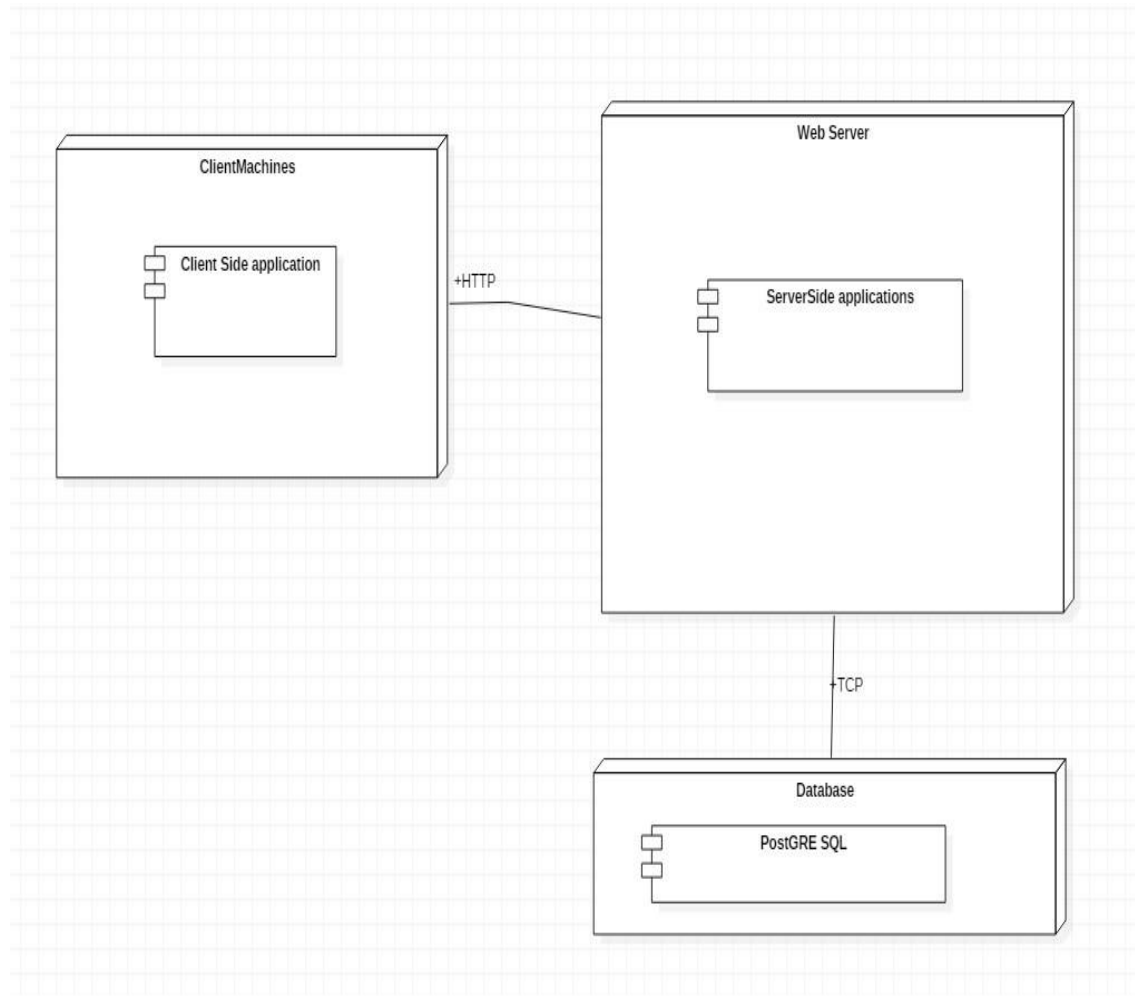 ClientMachines
Client Side application
+HTTP
Web Server
ServerSide applications
+TCP
Database
PostGRE SQL